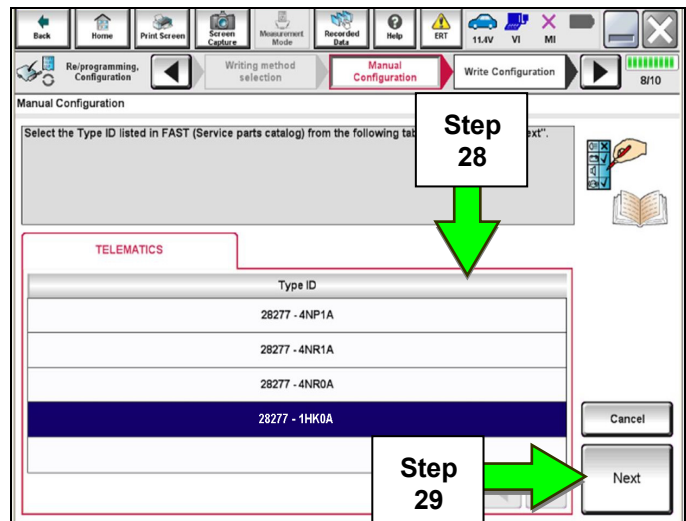 Back
Home
Print Screen
Screen
Capture
Measurement
Mode
Recorded
Data
Help
ERT
11.4V
VI
MI
Re/programming,
Configuration
Writing method
selection
Manual
Configuration
Write Configuration
8/10
Manual Configuration
Select the Type ID listed in FAST (Service parts catalog) from the following
Step
28
TELEMATICS
Type ID
28277 - 4NP1A
28277 - 4NR1A
28277 - 4NR0A
28277 - 1HK0A
Cancel
Step
29
Next